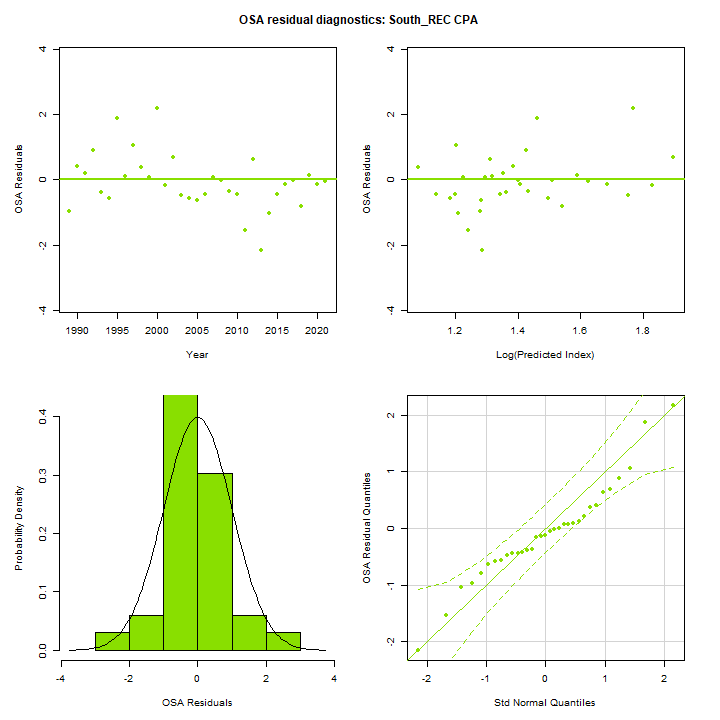 OSA residual diagnostics: South_REC CPA
OSA Residuals
4
2
0
-2
-4
1990 1995 2000 2005 2010 2015 2020
Year
OSA Residuals
4
2
0
-2
-4
1.2 1.4 1.6 1.8
Log(Predicted Index)
Probability Density
0.4
0.3
0.2
0.1
0.0
-4 -2 0 2 4
OSA Residuals
OSA Residual Quantiles
2
1
0
-1
-2
-2 -1 0 1 2
Std Normal Quantiles